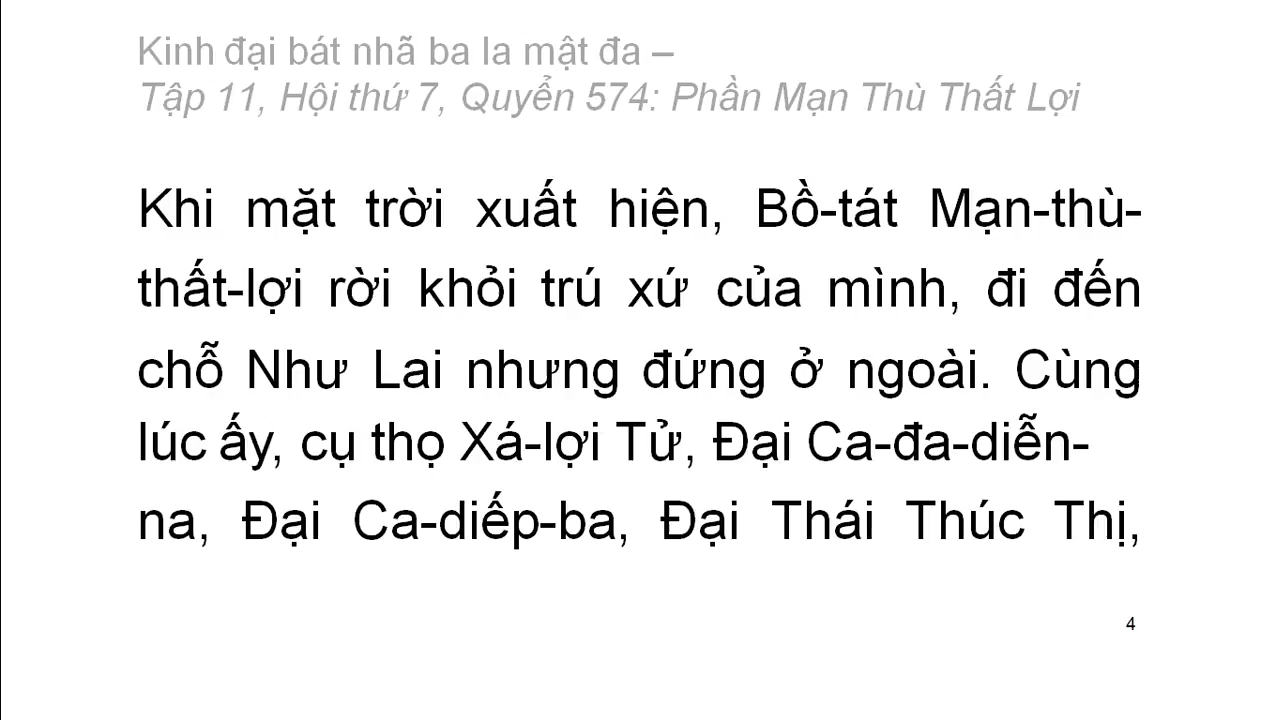 Kinh đại bát nhã ba la mật đa –
Tập 11, Hội thứ 7, Quyển 574: Phần Mạn Thù Thất Lợi
Khi mặt trời xuất hiện, Bồ-tát Mạn-thù-
thất-lợi rời khỏi trú xứ của mình, đi đến
chỗ Như Lai nhưng đứng ở ngoài. Cùng
lúc ấy, cụ thọ Xá-lợi Tử, Đại Ca-đa-diễn-
na, Đại Ca-diếp-ba, Đại Thái Thúc Thị,
4